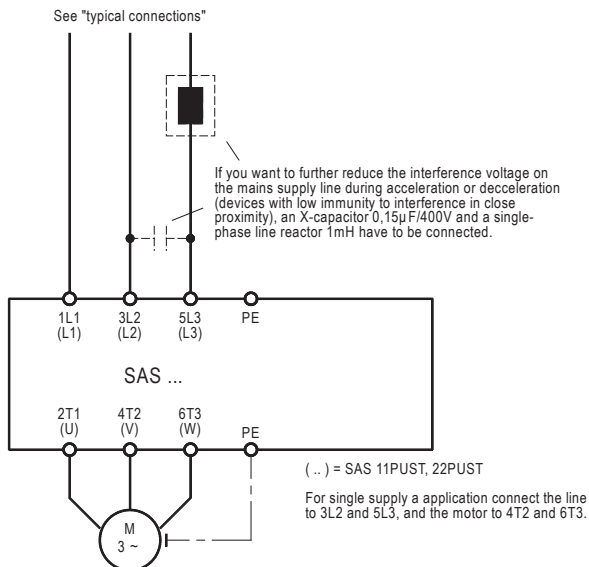 See "typical connections"
If you want to further reduce the interference voltage on
the mains supply line during acceleration or decceleration
(devices with low immunity to interference in close
proximity), an X-capacitor 0,15µF/400V and a single-
phase line reactor 1mH have to be connected.
1L1 3L2 5L3 PE
(L1) (L2) (L3)
SAS ...
2T1 4T2 6T3
(U) (V) (W) PE
( .. ) = SAS 11PUST, 22PUST
For single supply a application connect the line
to 3L2 and 5L3, and the motor to 4T2 and 6T3.
M
3 ~